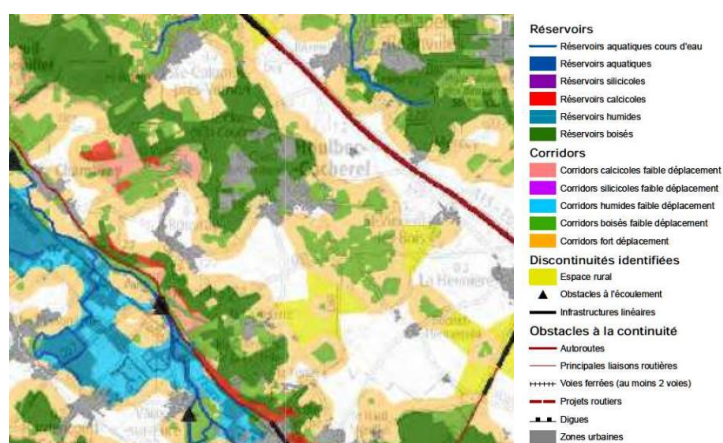 Houlbec-
Cocherel
La Heunière
Réservoirs
Réservoirs aquatiques cours d'eau
Réservoirs aquatiques
Réservoirs silicicoles
Réservoirs calcicoles
Réservoirs humides
Réservoirs boisés
Corridors
Corridors calcicoles faible déplacement
Corridors silicicoles faible déplacement
Corridors humides faible déplacement
Corridors boisés faible déplacement
Corridors fort déplacement
Discontinuités identifiées
Espace rural
Obstacles à l'écoulement
Infrastructures linéaires
Obstacles à la continuité
Autoroutes
Principales liaisons routières
Voies ferrées (au moins 2 voies)
Projets routiers
Digues
Zones urbaines